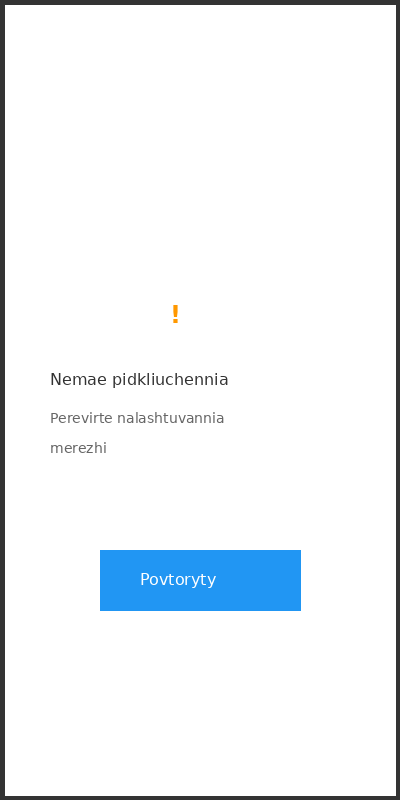 !
Nemae pidkliuchennia
Perevirte nalashtuvannia
merezhi
Povtoryty